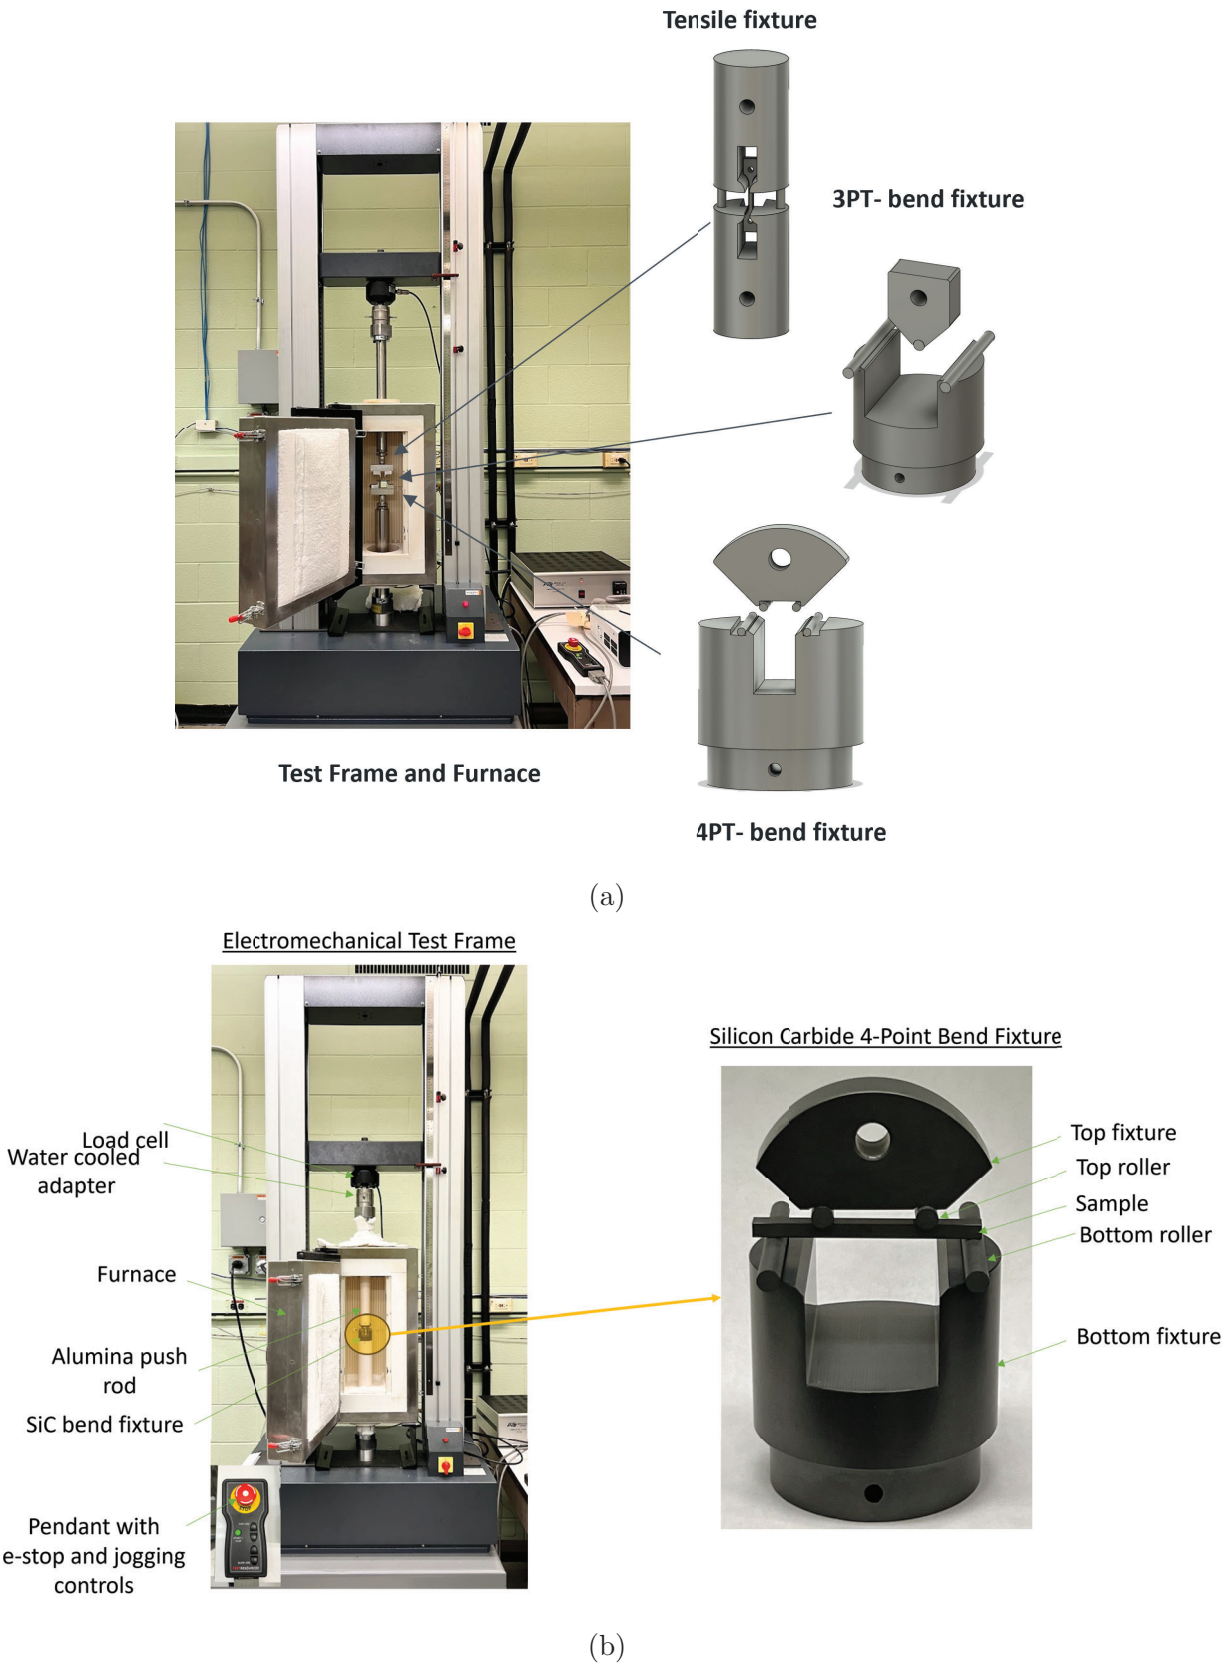 Tensile fixture
3PT- bend fixture
Test Frame and Furnace
4PT- bend fixture
(a)
Electromechanical Test Frame
Silicon Carbide 4-Point Bend Fixture
Load cell
Water cooled
adapter
Furnace
Alumina push
rod
SiC bend fixture
Pendant with
e-stop and jogging
controls
STOP
Top fixture
Top roller
Sample
Bottom roller
Bottom fixture
(b)